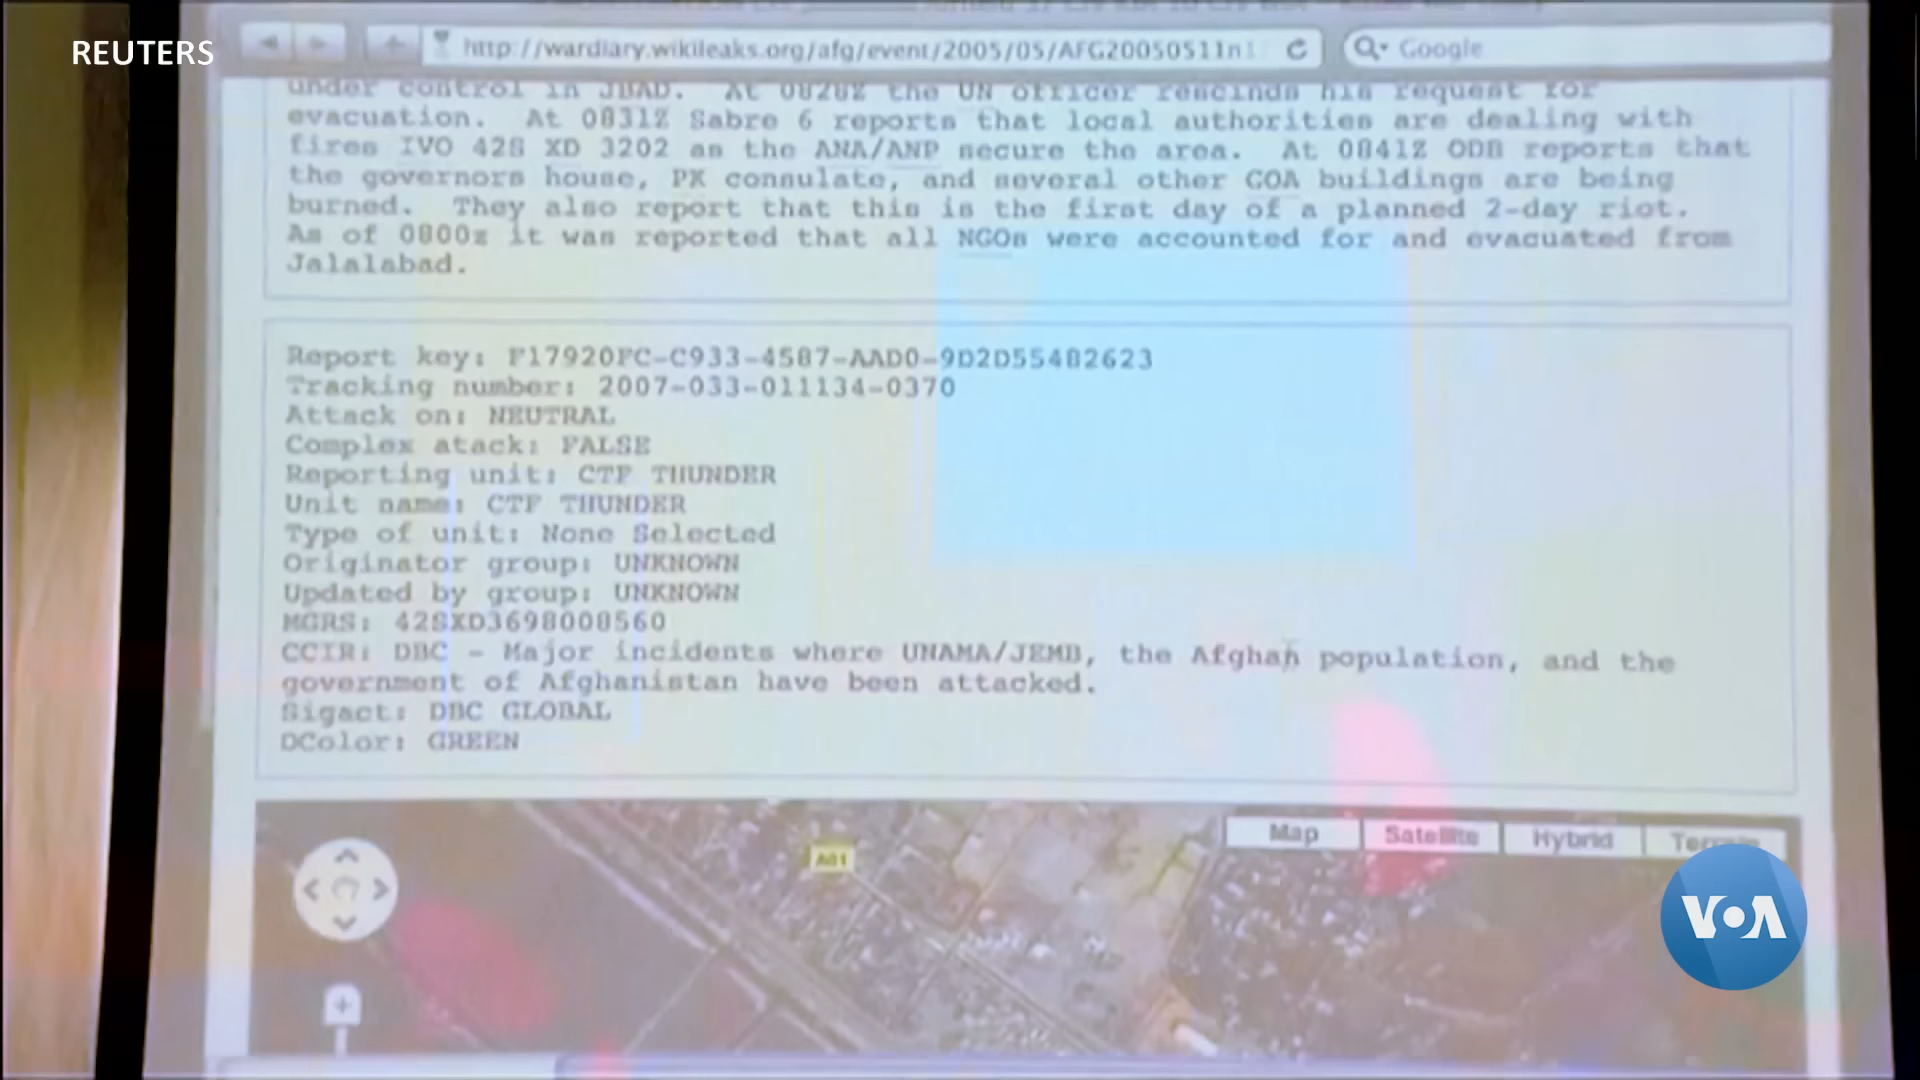 REUTERS
http://wardiary.wikileaks.org/afg/event/2005/05/AFG20050511n1
Google
under control in JBAD. At 0828Z the UN officer rescinds his request for
evacuation. At 0831Z Sabre 6 reports that local authorities are dealing with
fires IVO 42S XD 3202 as the ANA/ANP secure the area. At 0841Z ODB reports that
the governors house, PK consulate, and several other GOA buildings are being
burned. They also report that this is the first day of a planned 2-day riot.
As of 0800z it was reported that all NGOs were accounted for and evacuated from
Jalalabad.
Report key: F17920FC-C933-4587-AAD0-9D2D55482623
Tracking number: 2007-033-011134-0370
Attack on: NEUTRAL
Complex atack: FALSE
Reporting unit: CTF THUNDER
Unit name: CTF THUNDER
Type of unit: None Selected
Originator group: UNKNOWN
Updated by group: UNKNOWN
MGRS: 42SXD3698008560
CCIR: DBC - Major incidents where UNAMA/JEMB, the Afghan population, and the
government of Afghanistan have been attacked.
Sigact: DBC GLOBAL
DColor: GREEN
A01
Map Satellite Hybrid Terrain
VOA